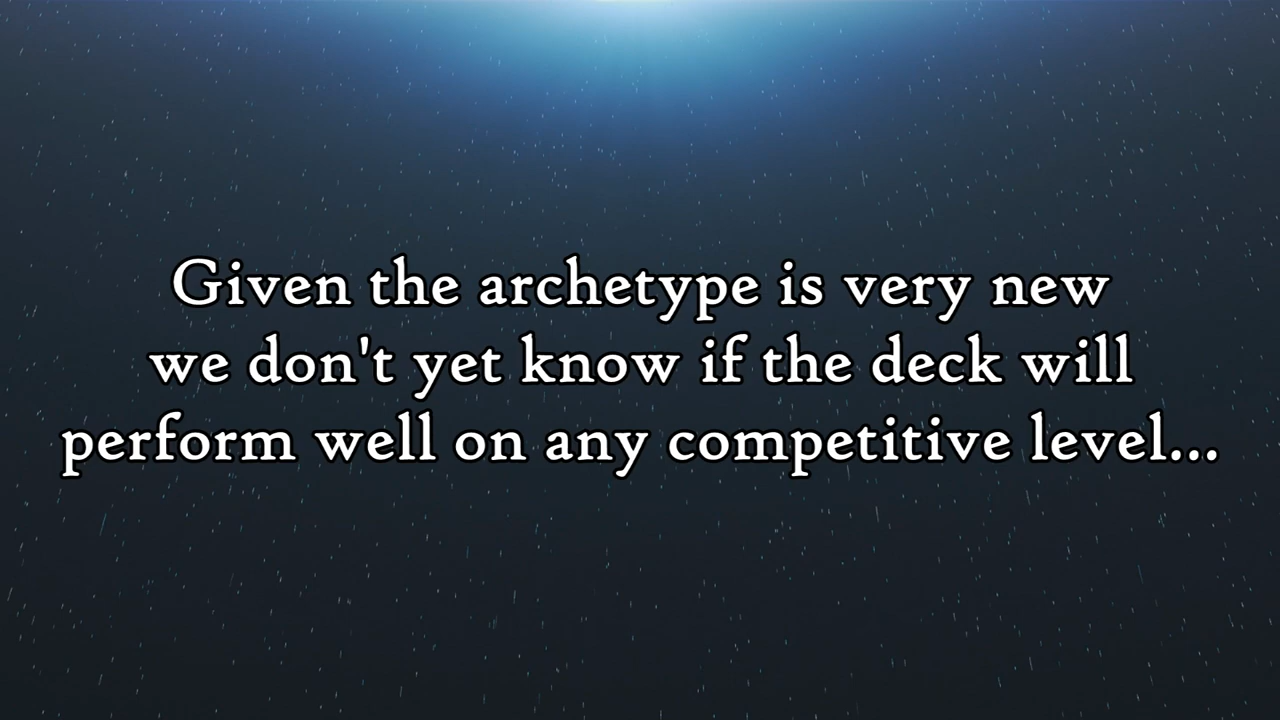 Given the archetype is very new
we don't yet know if the deck will
perform well on any competitive level...